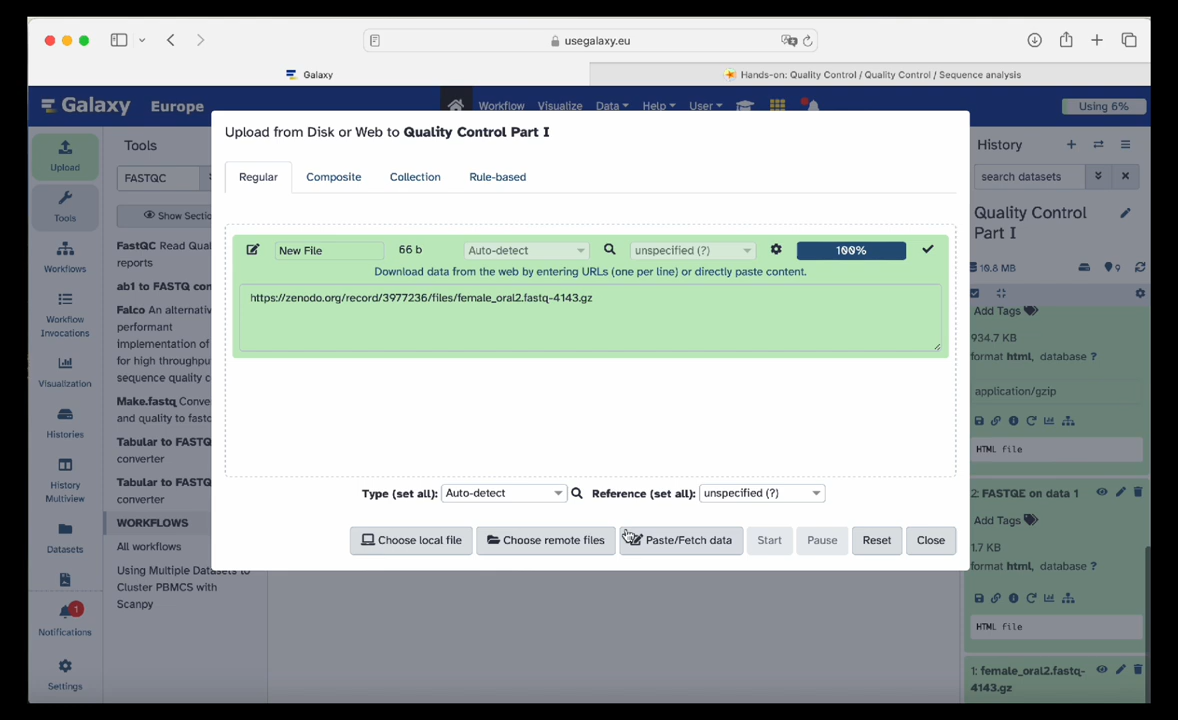 usegalaxy.eu
Galaxy
Hands-on: Quality Control / Quality Control / Sequence analysis
Galaxy Europe
Workflow Visualize Data Help User
Using 6%
Upload
Tools
Workflows
Workflow
Invocations
Visualization
Histories
History
Multiview
Datasets
1
Notifications
Settings
Tools
FASTQC
Show Sectio
FastQC Read Qual
reports
ab1 to FASTQ con
Falco An alternativ
performant
implementation of
for high throughpu
sequence quality c
Make.fastq Conve
and quality to fastq
Tabular to FASTQ
converter
Tabular to FASTQ
converter
WORKFLOWS
All workflows
Using Multiple Datasets to
Cluster PBMCS with
Scanpy
Upload from Disk or Web to Quality Control Part I
Regular Composite Collection Rule-based
New File 66 b Auto-detect unspecified (?) 100%
Download data from the web by entering URLs (one per line) or directly paste content.
https://zenodo.org/record/3977236/files/female_oral2.fastq-4143.gz
Type (set all): Auto-detect Reference (set all): unspecified (?)
Choose local file Choose remote files Paste/Fetch data Start Pause Reset Close
History
search datasets
Quality Control
Part I
10.8 MB 9
Add Tags
934.7 KB
format html, database ?
application/gzip
HTML file
2: FASTQE on data 1
Add Tags
1.7 KB
format html, database ?
HTML file
1: female_oral2.fastq-
4143.gz